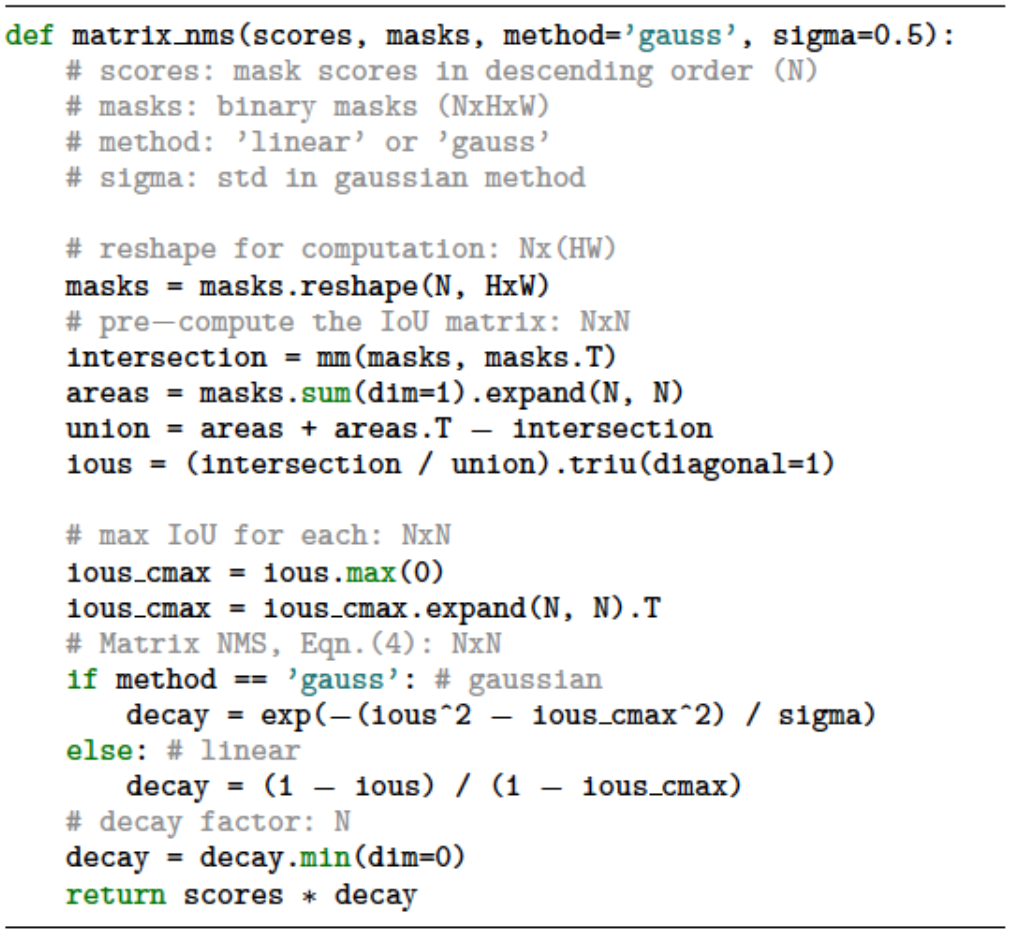 def matrix_nms(scores, masks, method='gauss', sigma=0.5):
# scores: mask scores in descending order (N)
# masks: binary masks (NxHxW)
# method: 'linear' or 'gauss'
# sigma: std in gaussian method
# reshape for computation: Nx(HW)
masks = masks.reshape(N, HxW)
# pre−compute the IoU matrix: NxN
intersection = mm(masks, masks.T)
areas = masks.sum(dim=1).expand(N, N)
union = areas + areas.T − intersection
ious = (intersection / union).triu(diagonal=1)
# max IoU for each: NxN
ious_cmax = ious.max(0)
ious_cmax = ious_cmax.expand(N, N).T
# Matrix NMS, Eqn.(4): NxN
if method == 'gauss': # gaussian
decay = exp(−(ious^2 − ious_cmax^2) / sigma)
else: # linear
decay = (1 − ious) / (1 − ious_cmax)
# decay factor: N
decay = decay.min(dim=0)
return scores * decay